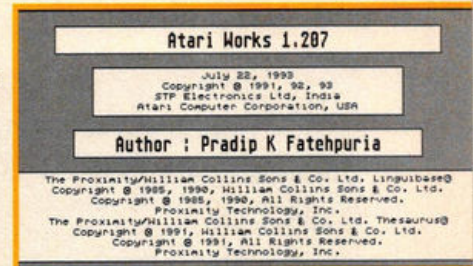 Atari Works 1.207
July 22, 1993
Copyright @ 1991, 92, 93
STP Electronics Ltd, India
Atari Computer Corporation, USA
Author : Pradip K Fatehpuria
The Proximity/William Collins Sons & Co. Ltd. Linguibase@
Copyright @ 1985, 1990, William Collins Sons & Co. Ltd.
Copyright @ 1985, 1990, All Rights Reserved.
Proximity Technology, Inc.
The Proximity/William Collins Sons & Co. Ltd. Thesaurus@
Copyright @ 1991, William Collins Sons & Co. Ltd.
Copyright @ 1991, All Rights Reserved.
Proximity Technology, Inc.